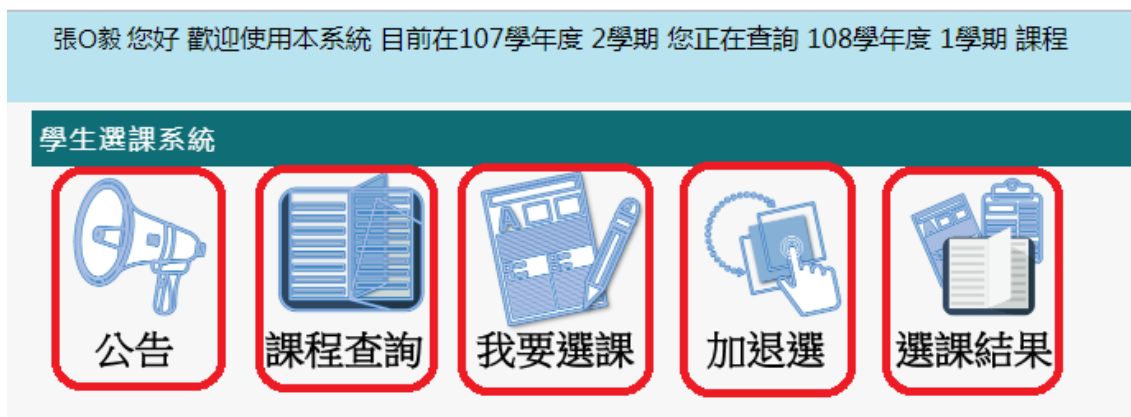 張O毅 您好 歡迎使用本系統 目前在107學年度 2學期 您正在查詢 108學年度 1學期 課程
學生選課系統
公告 課程查詢 我要選課 加退選 選課結果